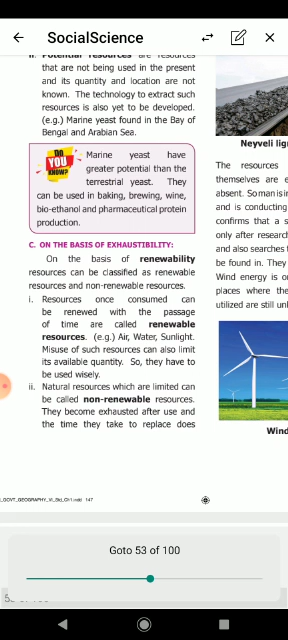 SocialScience
ii. Potential resources are resources
that are not being used in the present
and its quantity and location are not
known. The technology to extract such
resources is also yet to be developed.
(e.g.) Marine yeast found in the Bay of
Bengal and Arabian Sea.
DO
YOU
KNOW?
Marine yeast have
greater potential than the
terrestrial yeast. They
can be used in baking, brewing, wine,
bio-ethanol and pharmaceutical protein
production.
C. ON THE BASIS OF EXHAUSTIBILITY:
On the basis of renewability
resources can be classified as renewable
resources and non-renewable resources.
i. Resources once consumed can
be renewed with the passage
of time are called renewable
resources. (e.g.) Air, Water, Sunlight.
Misuse of such resources can also limit
its available quantity. So, they have to
be used wisely.
ii. Natural resources which are limited can
be called non-renewable resources.
They become exhausted after use and
the time they take to replace does
Neyveli lig
The resources
themselves are e
absent. So man is in
and is conducting
confirms that a s
only after research
and also searches t
be found in. They
Wind energy is o
places where the
utilized are still un
Wind
_GOVT_GEOGRAPHY_VI_Std_CH1.indd 147
Goto 53 of 100